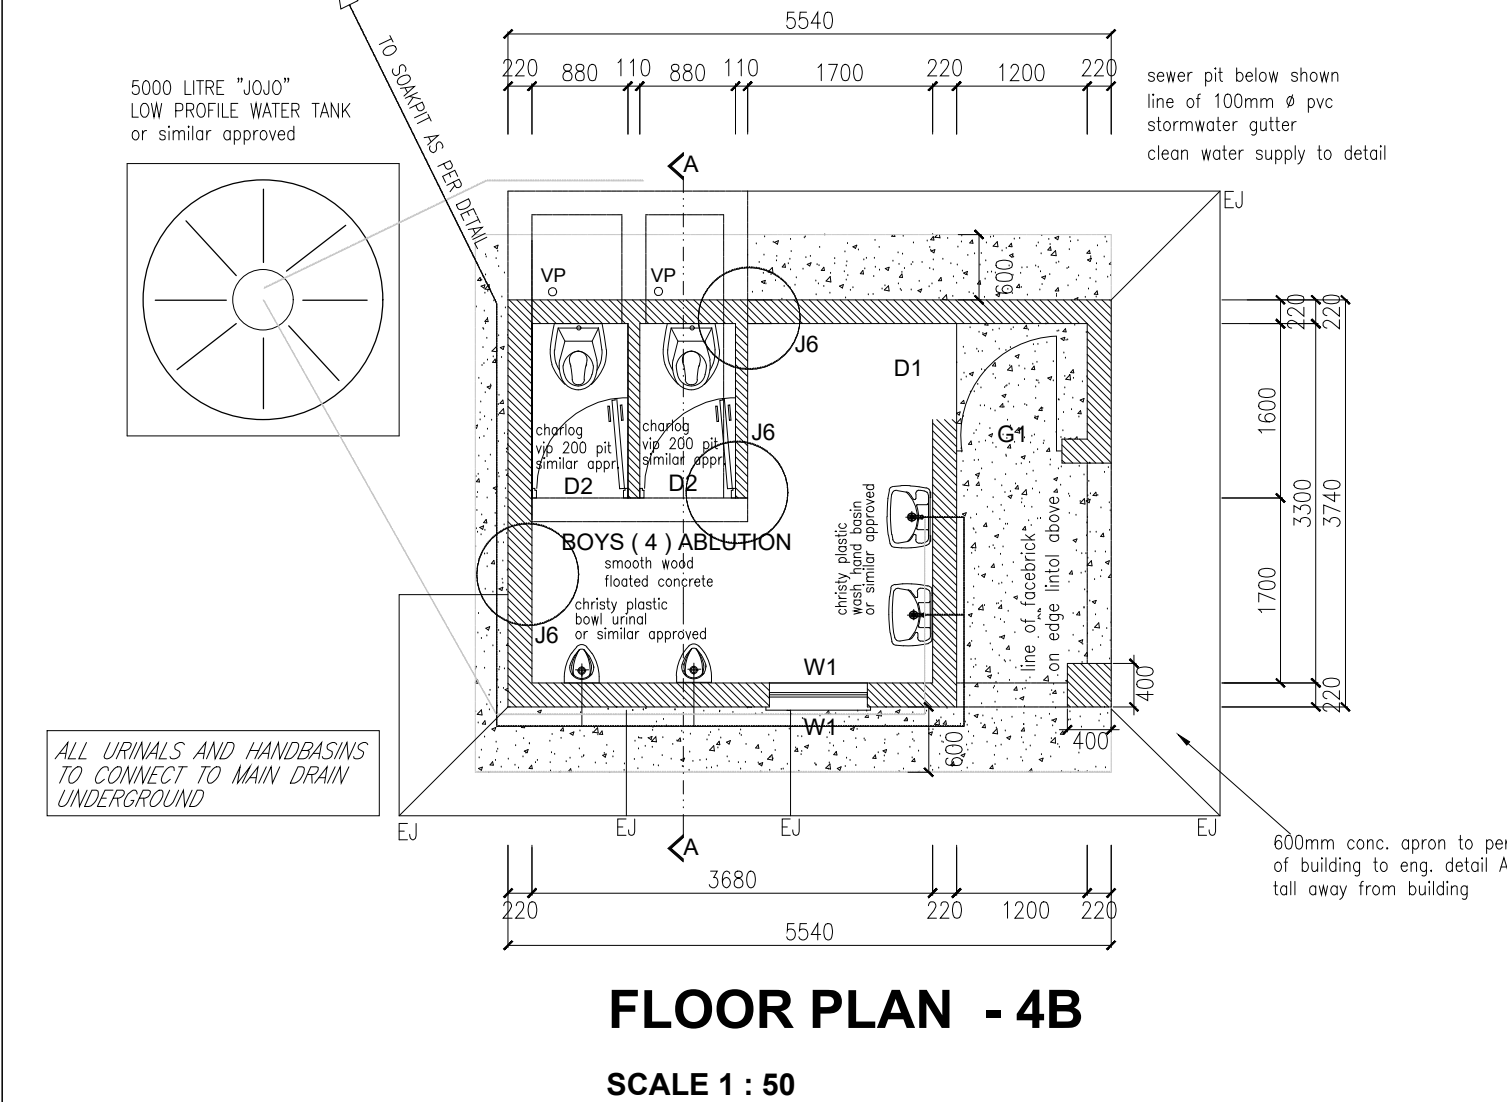 5540
220 880 110 880 110 1700 220 1200 220
TO SOAKPIT AS PER DETAIL
5000 LITRE "JOJO"
LOW PROFILE WATER TANK
or similar approved
sewer pit below shown
line of 100mm ø pvc
stormwater gutter
clean water supply to detail
A
EJ
VP
VP
600
220
220
J6
D1
charlog
vip 200 pit
similar appr.
charlog
vip 200 pit
similar appr.
J6
G1
D2
D2
1600
3300
3740
1700
220
BOYS ( 4 ) ABLUTION
smooth wood
floated concrete
christy plastic
wash hand basin
or similar approved
line of facebrick
on edge lintol above
christy plastic
bowl urinal
or similar approved
J6
W1
W1
400
400
600
ALL URINALS AND HANDBASINS
TO CONNECT TO MAIN DRAIN
UNDERGROUND
EJ
EJ
EJ
EJ
A
600mm conc. apron to
of building to eng. detail
tall away from building
3680
220 220 1200 220
5540
FLOOR PLAN - 4B
SCALE 1 : 50